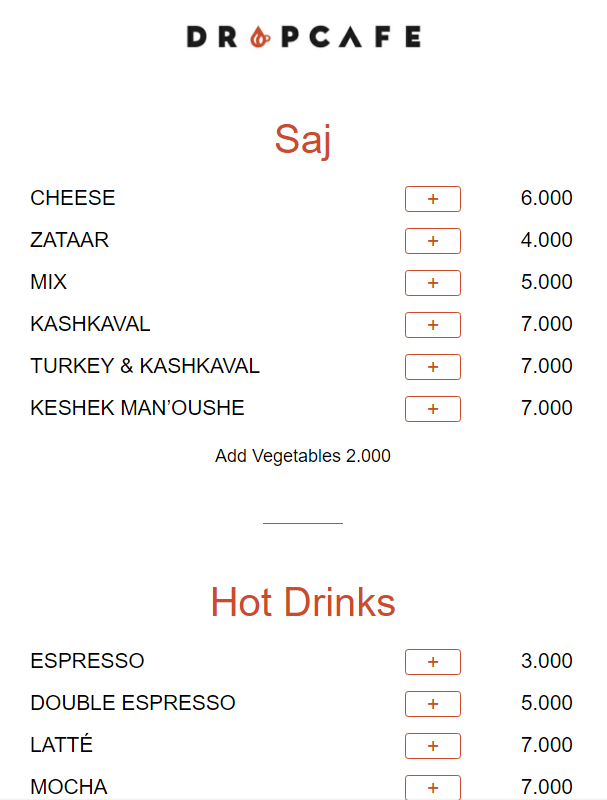 DROPCAFE
Saj
CHEESE + 6.000
ZATAAR + 4.000
MIX + 5.000
KASHKAVAL + 7.000
TURKEY & KASHKAVAL + 7.000
KESHEK MAN’OUSHE + 7.000
Add Vegetables 2.000
Hot Drinks
ESPRESSO + 3.000
DOUBLE ESPRESSO + 5.000
LATTÉ + 7.000
MOCHA + 7.000